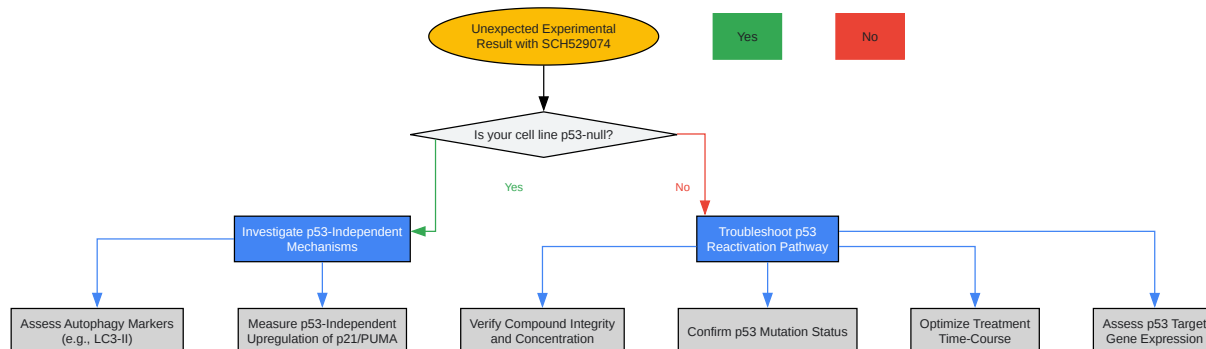 Unexpected Experimental
Result with SCH529074
Yes
No
Is your cell line p53-null?
Yes
No
Investigate p53-Independent
Mechanisms
Troubleshoot p53
Reactivation Pathway
Assess Autophagy Markers
(e.g., LC3-II)
Measure p53-Independent
Upregulation of p21/PUMA
Verify Compound Integrity
and Concentration
Confirm p53 Mutation Status
Optimize Treatment
Time-Course
Assess p53 Target
Gene Expression